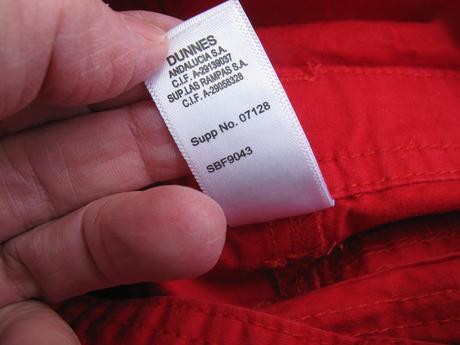 DUNNES
ANDALUCIA S.A.
C.I.F. A-29139037
SUP.LAS RAMPAS S.A.
C.I.F. A-29058328
Supp No. 07128
SBF9043